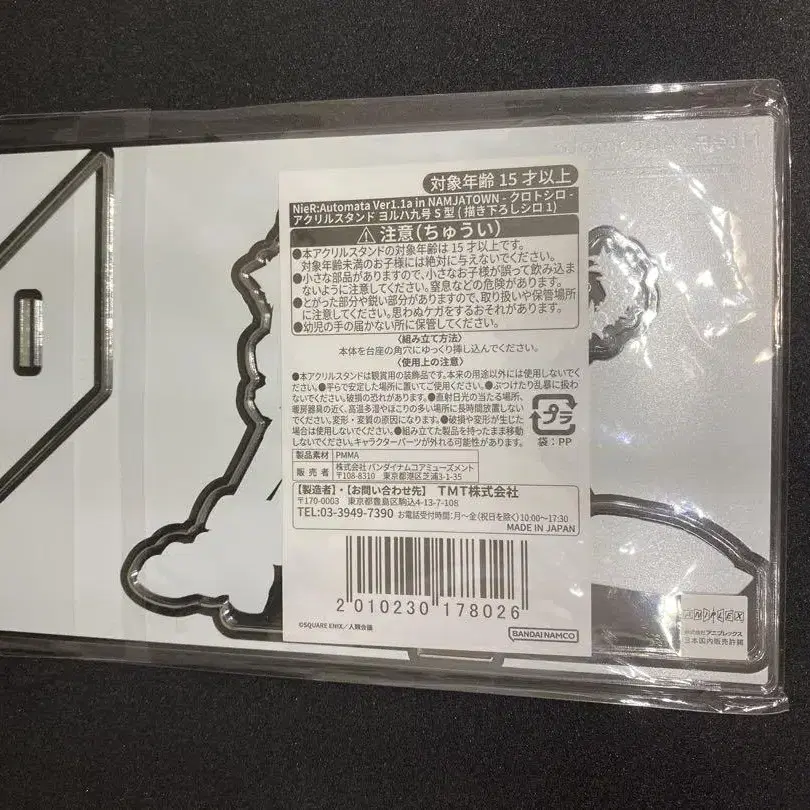 対象年齢 15 才以上
NieR:Automata Ver1.1a in NAMJATOWN - クロトシロ -
アクリルスタンド ヨルハ九号 S 型 ( 描き下ろしシロ 1)
注意(ちゅうい)
●本アクリルスタンドの対象年齢は 15 才以上です。
対象年齢未満のお子様には絶対に与えないでください。
●小さな部品がありますので、小さなお子様が誤って飲み込ま
ないように注意してください。窒息などの危険があります。
●とがった部分や鋭い部分がありますので、取り扱いや保管場所
に注意してください。思わぬケガをするおそれがあります。
●幼児の手の届かない所に保管してください。
〈組み立て方法〉
本体を台座の角穴にゆっくり挿し込んでください。
〈使用上の注意〉
●本アクリルスタンドは観賞用の装飾品です。本来の用途以外には使用しないでく
ださい。●平らで安定した場所に置いてご使用ください。●ぶつけたり乱暴に扱わ
ないでください。破損の恐れがあります。●直射日光の当たる場所、
暖房器具の近く、高温多湿やほこりの多い場所に長時間放置しない
でください。変形・変質の原因になります。●破損や変形が生じた
場合は使用しないでください。●組み立てた製品を持ったまま移動
しないでください。キャラクターパーツが外れる可能性があります。
プラ
袋：PP
製品素材 PMMA
販売者 株式会社 バンダイナムコアミューズメント
〒108-8310 東京都港区芝浦3-1-35
【製造者】・【お問い合わせ先】 TMT株式会社
〒170-0003 東京都豊島区駒込4-13-7-108
TEL:03-3949-7390 お電話受付時間：月〜金(祝日を除く)10:00〜17:30
MADE IN JAPAN
2 010230 178026
©SQUARE ENIX／人類会議
BANDAI NAMCO
ANIPLEX
株式会社アニプレックス
日本国内販売許諾